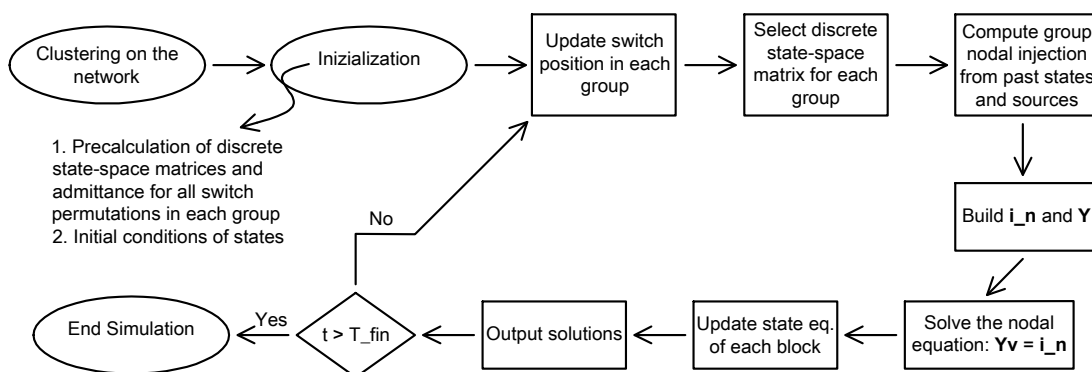 Clustering on the
network
Inizialization
Update switch
position in each
group
Select discrete
state-space
matrix for each
group
Compute group
nodal injection
from past states
and sources
1. Precalculation of discrete
state-space matrices and
admittance for all switch
permutations in each group
2. Initial conditions of states
No
Build i_n and Y
Solve the nodal
equation: Yv = i_n
Update state eq.
of each block
Output solutions
t > T_fin
Yes
End Simulation